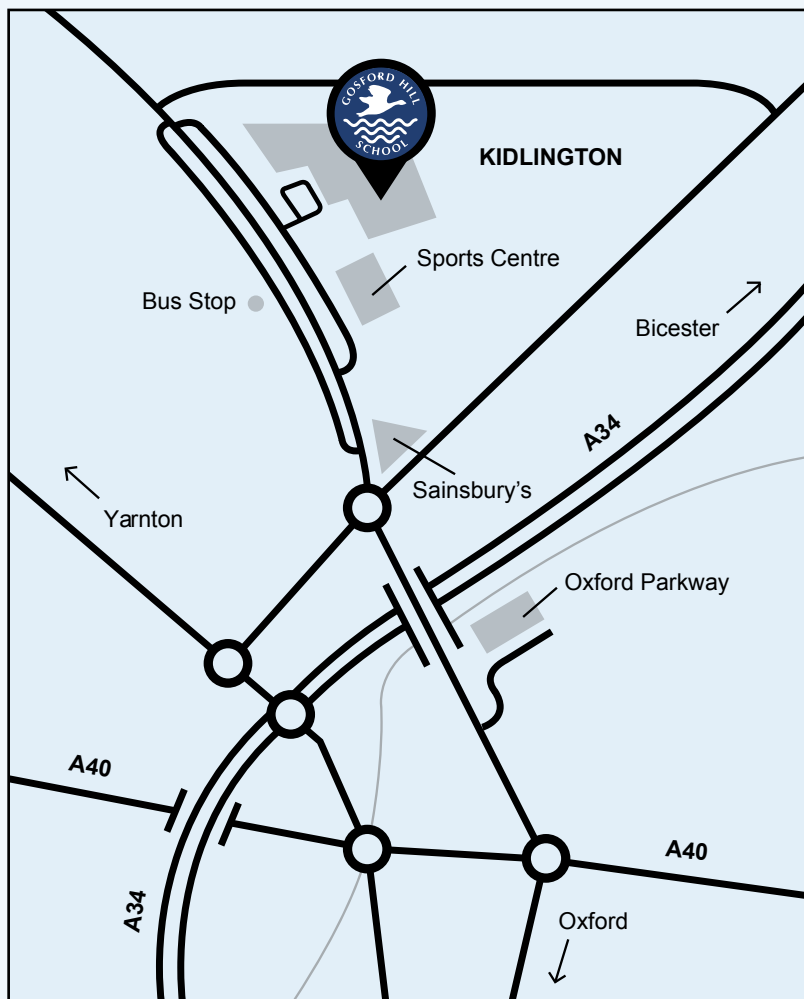 GOSFORD HILL
SCHOOL
KIDLINGTON
Sports Centre
Bus Stop
Bicester
A34
Sainsbury's
Yarnton
Oxford Parkway
A40
A40
A34
Oxford